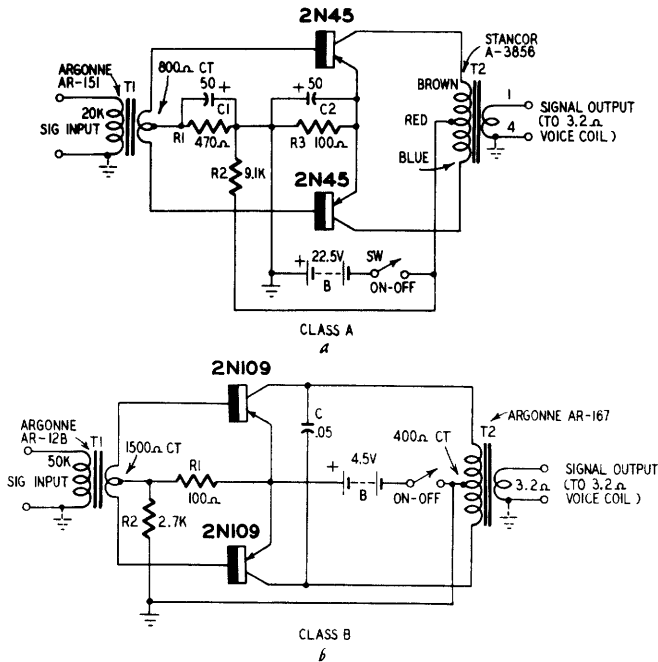 2N45
STANCOR
A-3856
ARGONNE
AR-151
T1
800Ω CT
50 +
C1
+ 50
C2
T2
BROWN
20K
SIG INPUT
R1
470Ω
R3 100Ω
RED
1
4
SIGNAL OUTPUT
(TO 3.2Ω
VOICE COIL)
R2 9.1K
2N45
BLUE
+ 22.5V
B
SW
ON-OFF
CLASS A
a
2N109
ARGONNE
AR-12B
T1
1500Ω CT
C
.05
ARGONNE AR-167
T2
400Ω CT
50K
SIG INPUT
R1
100Ω
+ 4.5V
B
ON-OFF
3.2Ω
SIGNAL OUTPUT
(TO 3.2Ω
VOICE COIL)
R2 2.7K
2N109
CLASS B
b